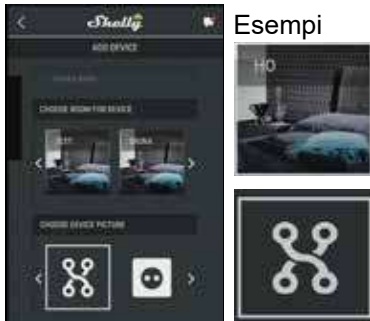 Shelly
ADD DEVICE
CHOOSE ROOM FOR DEVICE
CHOOSE DEVICE PICTURE
Esempi
HO